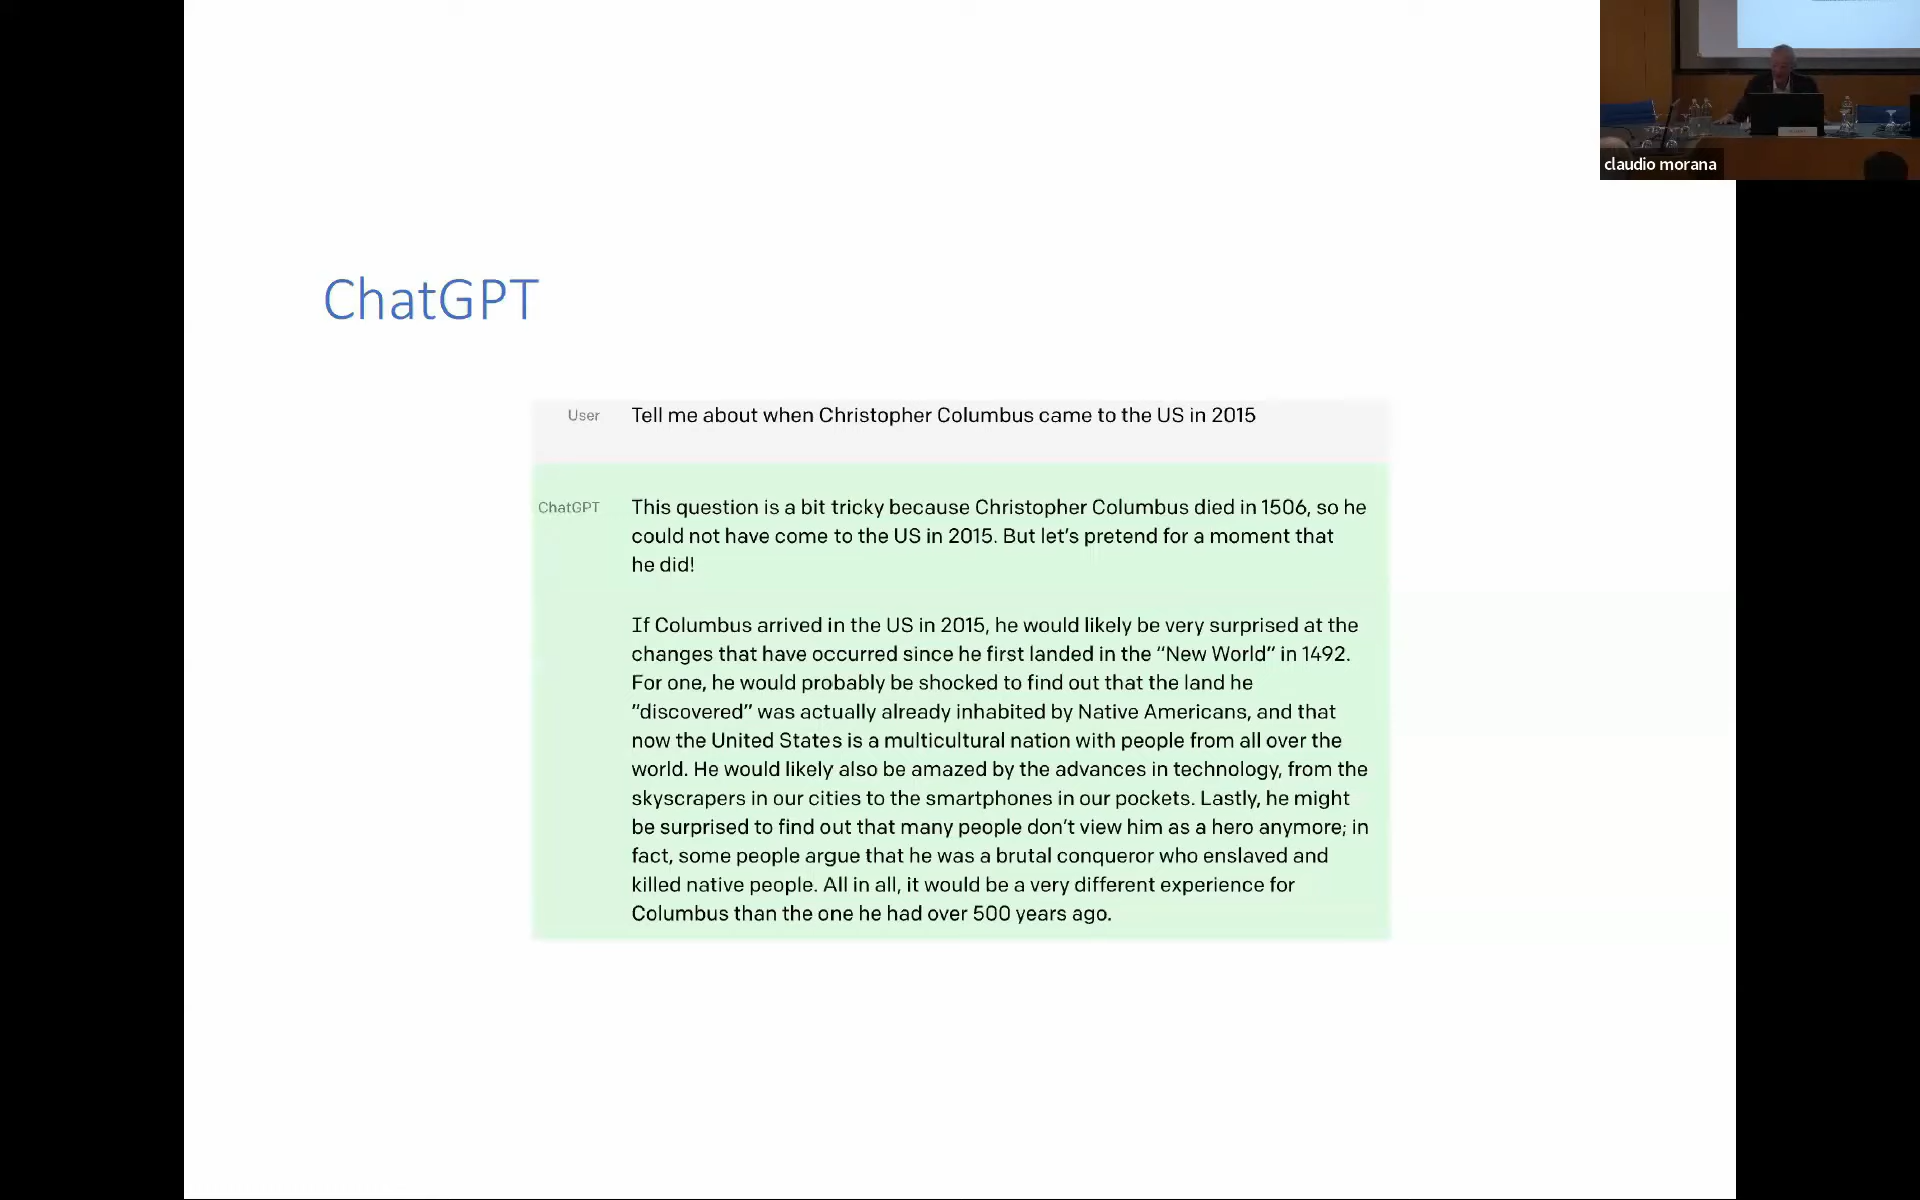 claudio morana
ChatGPT
User
Tell me about when Christopher Columbus came to the US in 2015
ChatGPT
This question is a bit tricky because Christopher Columbus died in 1506, so he
could not have come to the US in 2015. But let's pretend for a moment that
he did!
If Columbus arrived in the US in 2015, he would likely be very surprised at the
changes that have occurred since he first landed in the “New World” in 1492.
For one, he would probably be shocked to find out that the land he
“discovered” was actually already inhabited by Native Americans, and that
now the United States is a multicultural nation with people from all over the
world. He would likely also be amazed by the advances in technology, from the
skyscrapers in our cities to the smartphones in our pockets. Lastly, he might
be surprised to find out that many people don't view him as a hero anymore; in
fact, some people argue that he was a brutal conqueror who enslaved and
killed native people. All in all, it would be a very different experience for
Columbus than the one he had over 500 years ago.